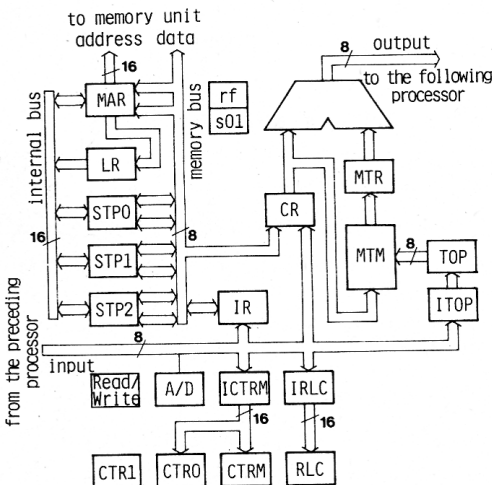 to memory unit
address data
16
8
output
to the following
processor
MAR
rf
s01
internal bus
memory bus
LR
MTR
CR
STP0
16
8
STP1
MTM
8
TOP
STP2
IR
ITOP
from the preceding
processor
8
input
Read/
Write
A/D
ICTRM
IRLC
16
16
CTR1
CTR0
CTRM
RLC